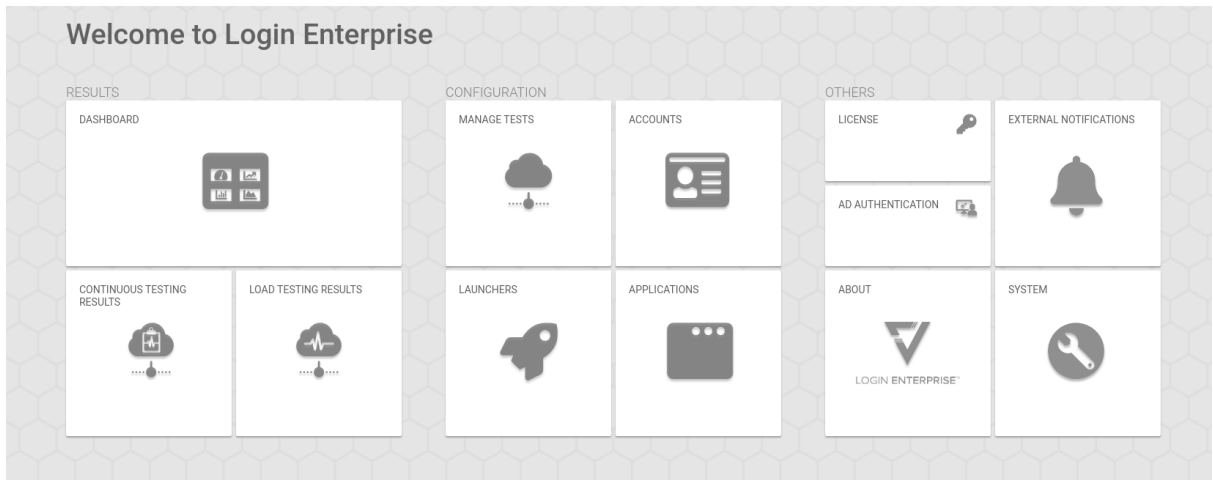 Welcome to Login Enterprise
RESULTS
DASHBOARD
CONTINUOUS TESTING
RESULTS
LOAD TESTING RESULTS
CONFIGURATION
MANAGE TESTS
ACCOUNTS
LAUNCHERS
APPLICATIONS
OTHERS
LICENSE
EXTERNAL NOTIFICATIONS
AD AUTHENTICATION
ABOUT
LOGIN ENTERPRISE™
SYSTEM